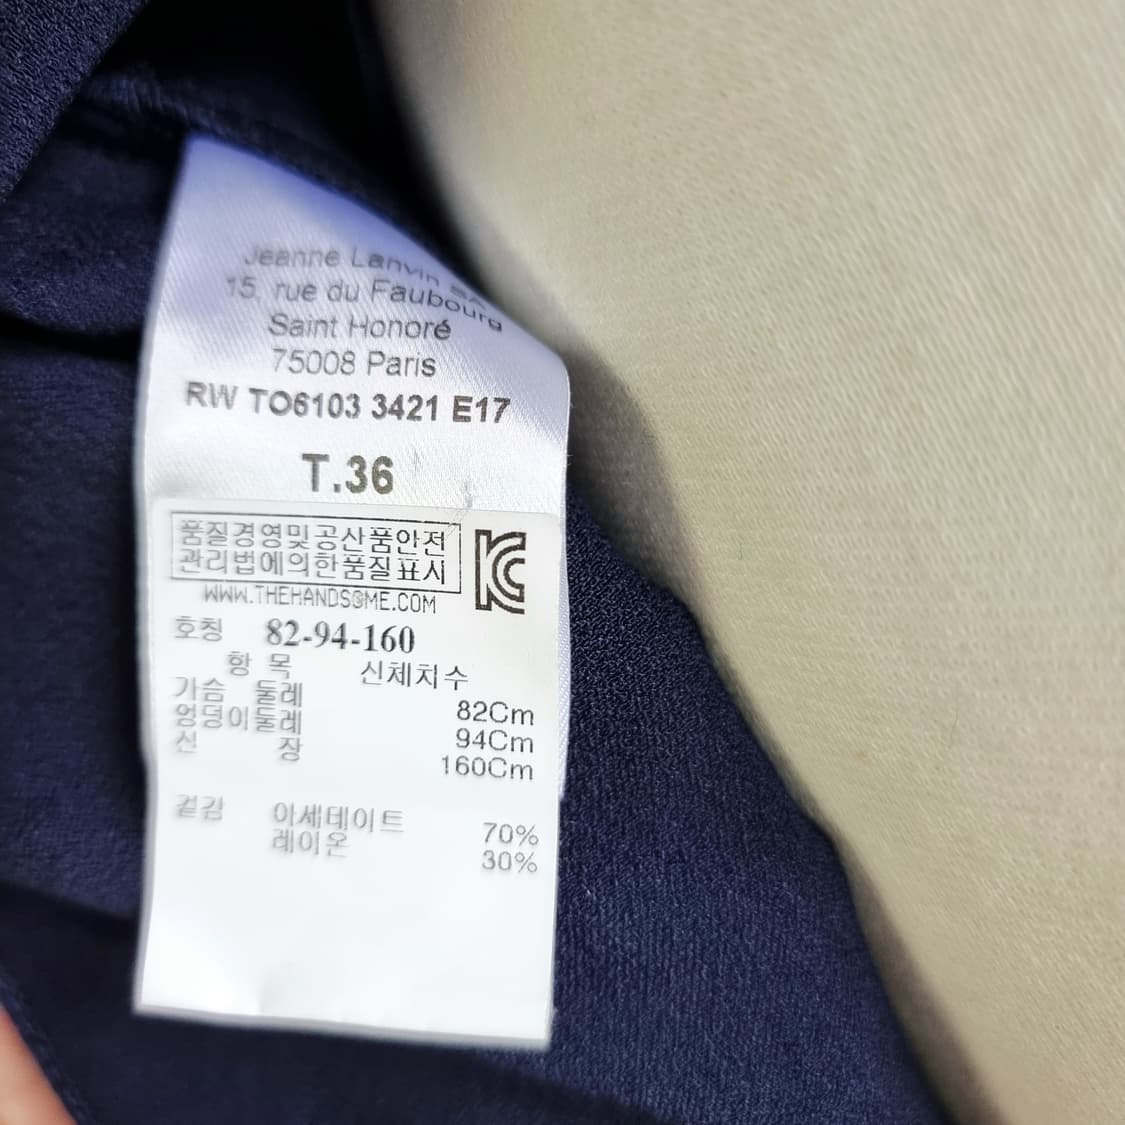 Jeanne Lanvin SA
15, rue du Faubourg
Saint Honoré
75008 Paris
RW TO6103 3421 E17
T.36
품질경영및공산품안전
관리법에의한품질표시
WWW.THEHANDSOME.COM
호칭 82-94-160
항 목 신체치수
가슴 둘레 82Cm
엉덩이둘레 94Cm
신 장 160Cm
겉감 아세테이트 70%
레이온 30%